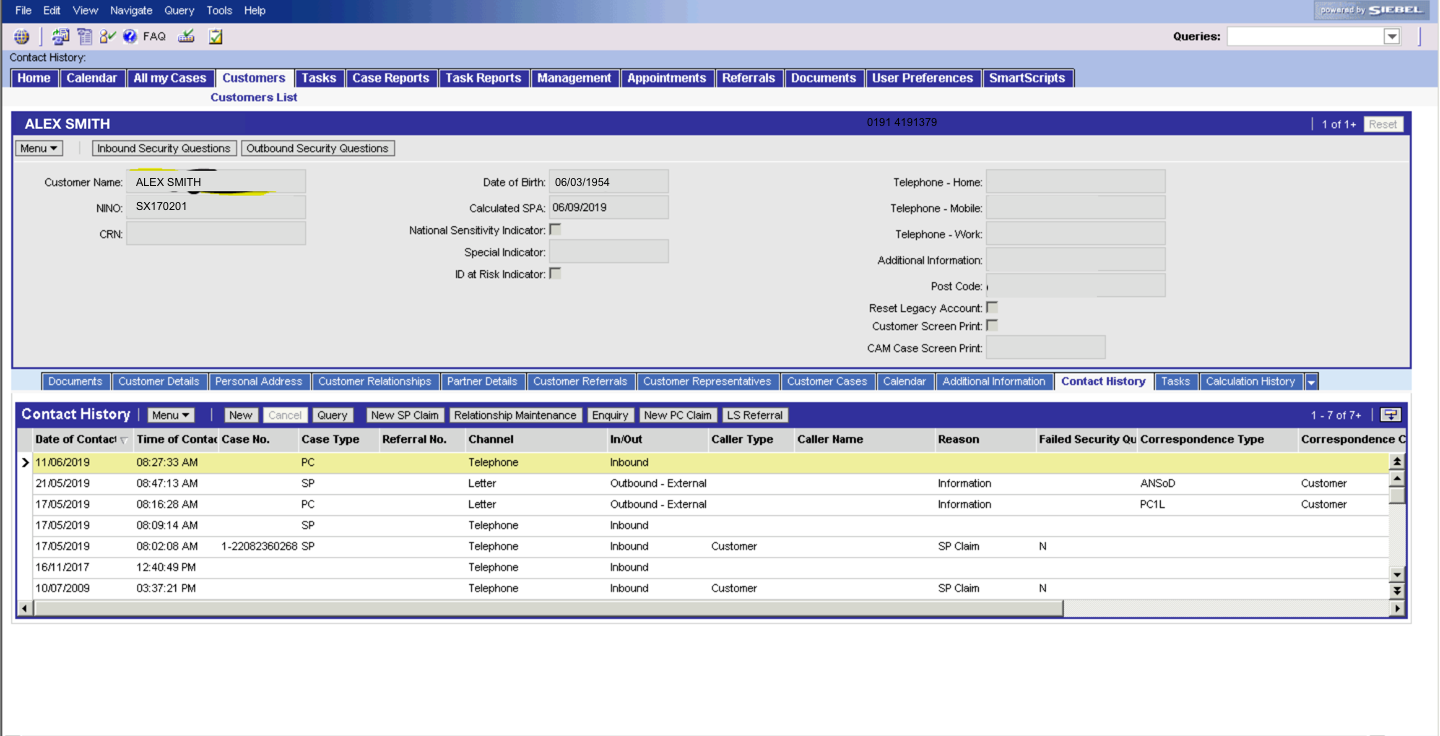 File Edit View Navigate Query Tools Help
powered by SIEBEL
FAQ
Queries:
Contact History:
Home Calendar All my Cases Customers Tasks Case Reports Task Reports Management Appointments Referrals Documents User Preferences SmartScripts
Customers List
ALEX SMITH 0191 4191379 1 of 1+ Reset
Menu Inbound Security Questions Outbound Security Questions
Customer Name: ALEX SMITH Date of Birth: 06/03/1954 Telephone - Home:
NINO: SX170201 Calculated SPA: 06/09/2019 Telephone - Mobile:
CRN: National Sensitivity Indicator: Telephone - Work:
Special Indicator: Additional Information:
ID at Risk Indicator: Post Code:
Reset Legacy Account:
Customer Screen Print:
CAM Case Screen Print:
Documents Customer Details Personal Address Customer Relationships Partner Details Customer Referrals Customer Representatives Customer Cases Calendar Additional Information Contact History Tasks Calculation History
Contact History Menu New Cancel Query New SP Claim Relationship Maintenance Enquiry New PC Claim LS Referral 1 - 7 of 7+
Date of Contact Time of Contac Case No. Case Type Referral No. Channel In/Out Caller Type Caller Name Reason Failed Security Qu Correspondence Type Correspondence C
11/06/2019 08:27:33 AM PC Telephone Inbound
21/05/2019 08:47:13 AM SP Letter Outbound - External Information ANSoD Customer
17/05/2019 08:16:28 AM PC Letter Outbound - External Information PC1L Customer
17/05/2019 08:09:14 AM SP Telephone Inbound
17/05/2019 08:02:08 AM 1-22082360268 SP Telephone Inbound Customer SP Claim N
16/11/2017 12:40:49 PM Telephone Inbound
10/07/2009 03:37:21 PM Telephone Inbound Customer SP Claim N